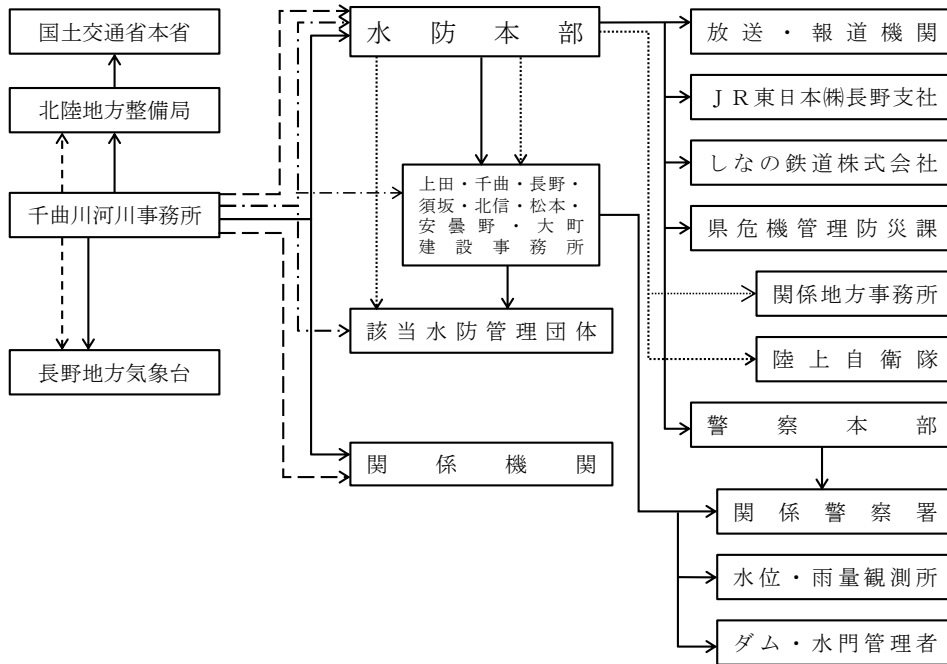 国土交通省本省
北陸地方整備局
千曲川河川事務所
長野地方気象台
水防本部
上田・千曲・長野・
須坂・北信・松本・
安曇野・大町
建設事務所
該当水防管理団体
関係機関
放送・報道機関
ＪＲ東日本㈱長野支社
しなの鉄道株式会社
県危機管理防災課
関係地方事務所
陸上自衛隊
警察本部
関係警察署
水位・雨量観測所
ダム・水門管理者